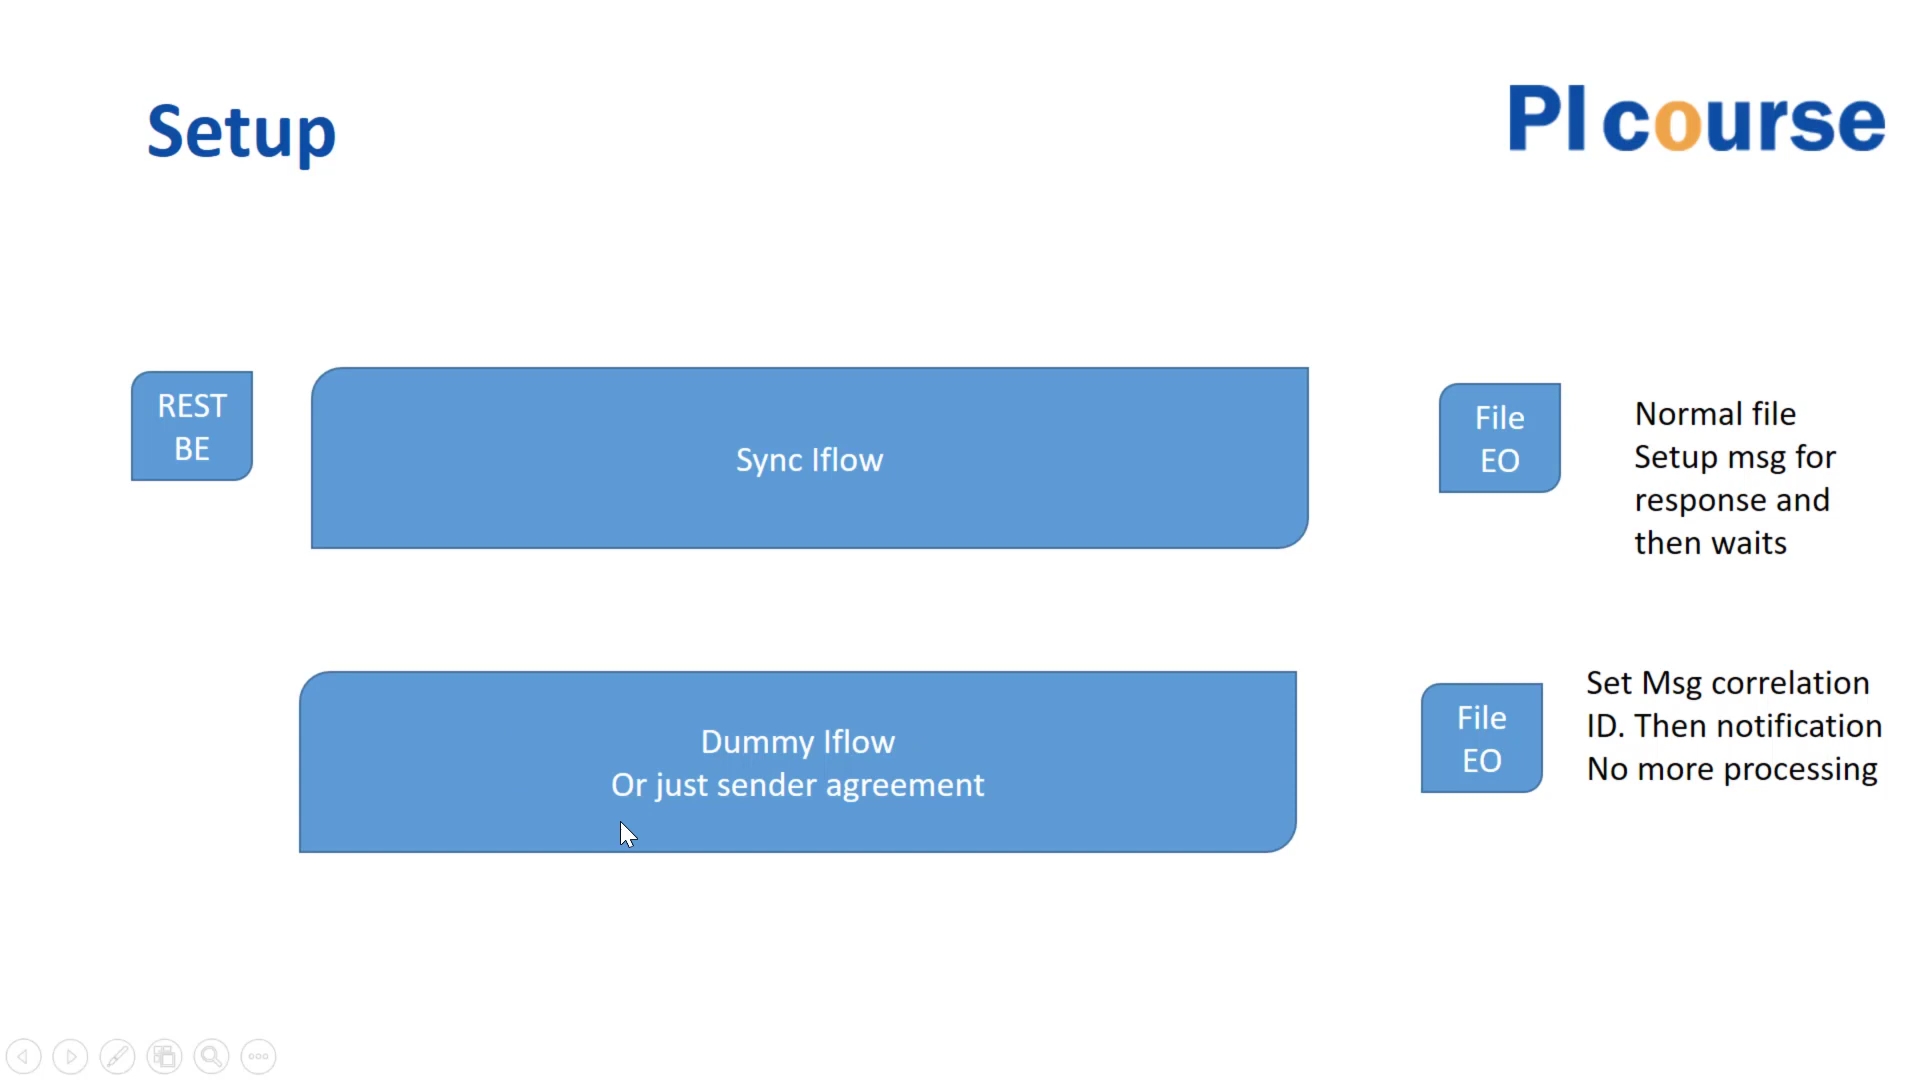 Setup
PI course
REST
BE
Sync Iflow
File
EO
Normal file
Setup msg for
response and
then waits
Dummy Iflow
Or just sender agreement
File
EO
Set Msg correlation
ID. Then notification
No more processing